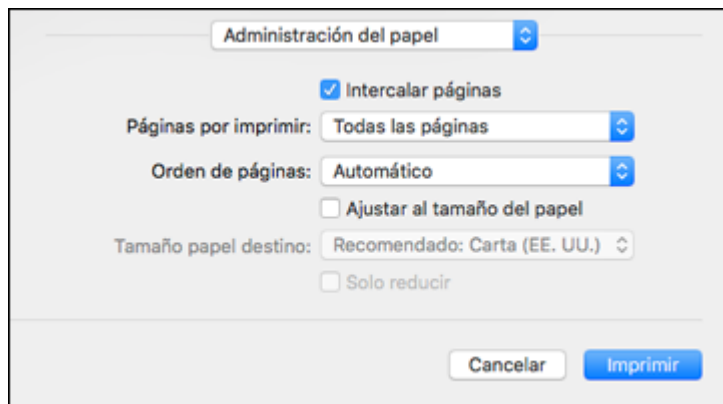 Administración del papel
Intercalar páginas
Páginas por imprimir: Todas las páginas
Orden de páginas: Automático
Ajustar al tamaño del papel
Tamaño papel destino: Recomendado: Carta (EE. UU.)
Solo reducir
Cancelar Imprimir